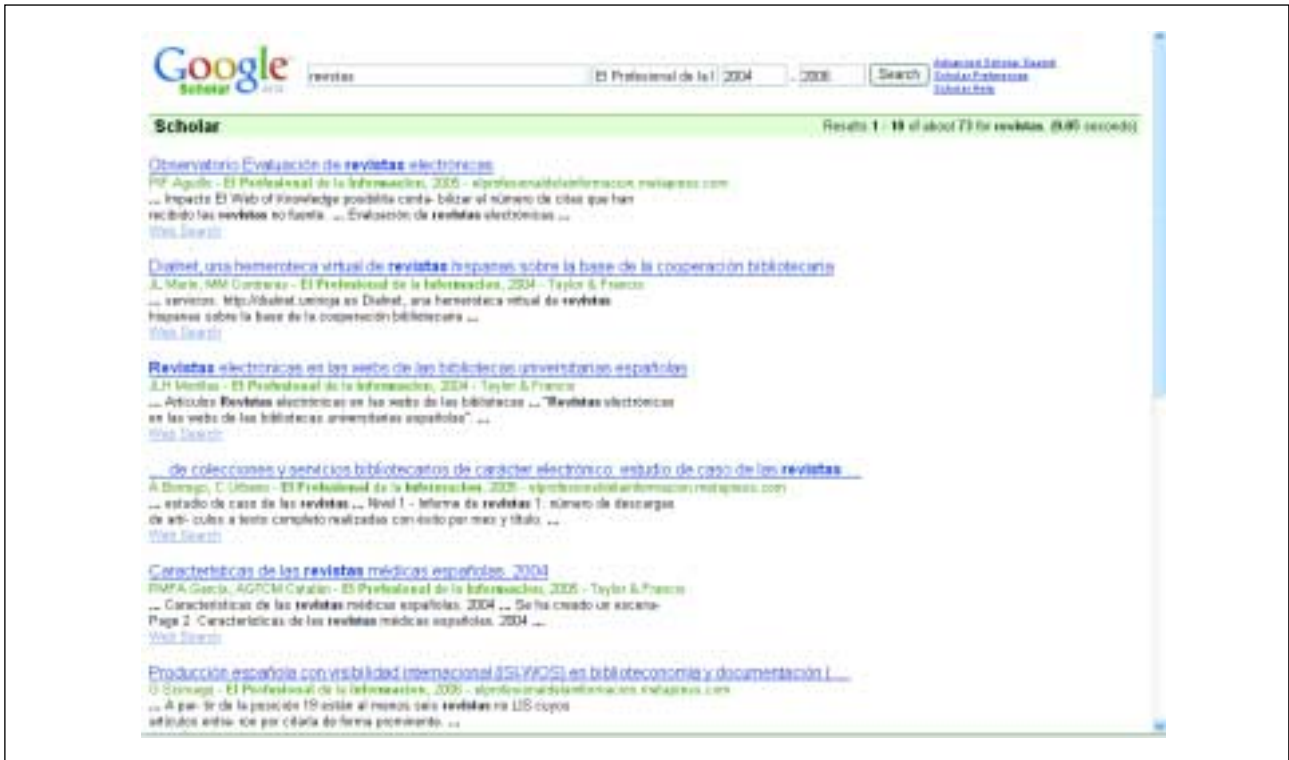 Google
Scholar BETA
revistas El Profesional de la I 2004 - 2006 Search
Advanced Scholar Search
Scholar Preferences
Scholar Help
Scholar Results 1 - 10 of about 73 for revistas. (0.05 seconds)
Observatorio Evaluación de revistas electrónicas
El Profesional de la Informacion, 2005 - elprofesionaldelainformacion.metapress.com
... Impacto El Web of Knowledge posibilita conta- bilizar el número de citas que han
recibido las revistas no fuente. ... Evaluación de revistas electrónicas ...
Web Search
Dialnet, una hemeroteca virtual de revistas hispanas sobre la base de la cooperación bibliotecaria
MM Contreras - El Profesional de la Informacion, 2004 - Taylor & Francis
... servicios. http://dialnet.unirioja.es Dialnet, una hemeroteca virtual de revistas
hispanas sobre la base de la cooperación bibliotecaria ...
Web Search
Revistas electrónicas en las webs de las bibliotecas universitarias españolas
El Profesional de la Informacion, 2004 - Taylor & Francis
... Artículos Revistas electrónicas en las webs de las bibliotecas ... "Revistas electrónicas
en las webs de las bibliotecas universitarias españolas". ...
Web Search
... de colecciones y servicios bibliotecarios de carácter electrónico: estudio de caso de las revistas ...
A Borrego, C Urbano - El Profesional de la Informacion, 2005 - elprofesionaldelainformacion.metapress.com
... estudio de caso de las revistas ... Nivel 1 - Informe de revistas 1: número de descargas
de artí- culos a texto completo realizadas con éxito por mes y título. ...
Web Search
Características de las revistas médicas españolas, 2004
García, Catalán - El Profesional de la Informacion, 2005 - Taylor & Francis
... Características de las revistas médicas españolas, 2004 ... Se ha creado un escena-
Page 2. Características de las revistas médicas españolas, 2004 ...
Web Search
Producción española con visibilidad internacional (ISI, WOS) en biblioteconomía y documentación ( ...
El Profesional de la Informacion, 2006 - elprofesionaldelainformacion.metapress.com
... A par- tir de la posición 19 están al menos seis revistas no LIS cuyos
artículos por citarla de forma prominente. ...